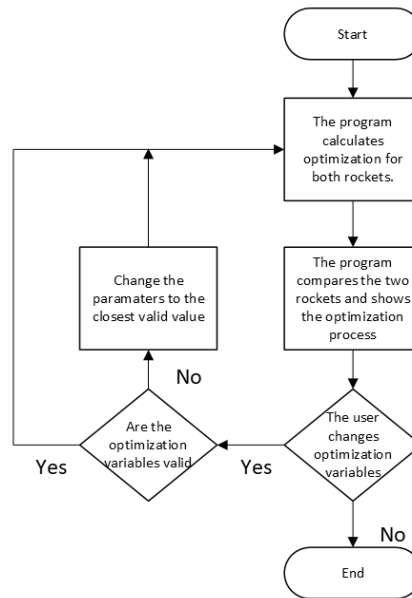 Start
The program
calculates
optimization for
both rockets.
The program
compares the two
rockets and shows
the optimization
process
Change the
paramaters to the
closest valid value
No
The user
changes
optimization
variables
Are the
optimization
variables valid
Yes
Yes
No
End